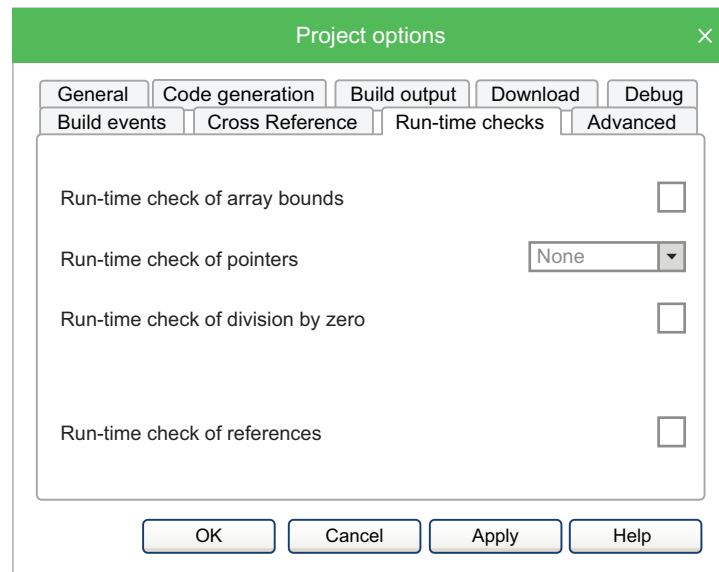 Project options
General Code generation Build output Download Debug
Build events Cross Reference Run-time checks Advanced
Run-time check of array bounds
Run-time check of pointers None
Run-time check of division by zero
Run-time check of references
OK Cancel Apply Help